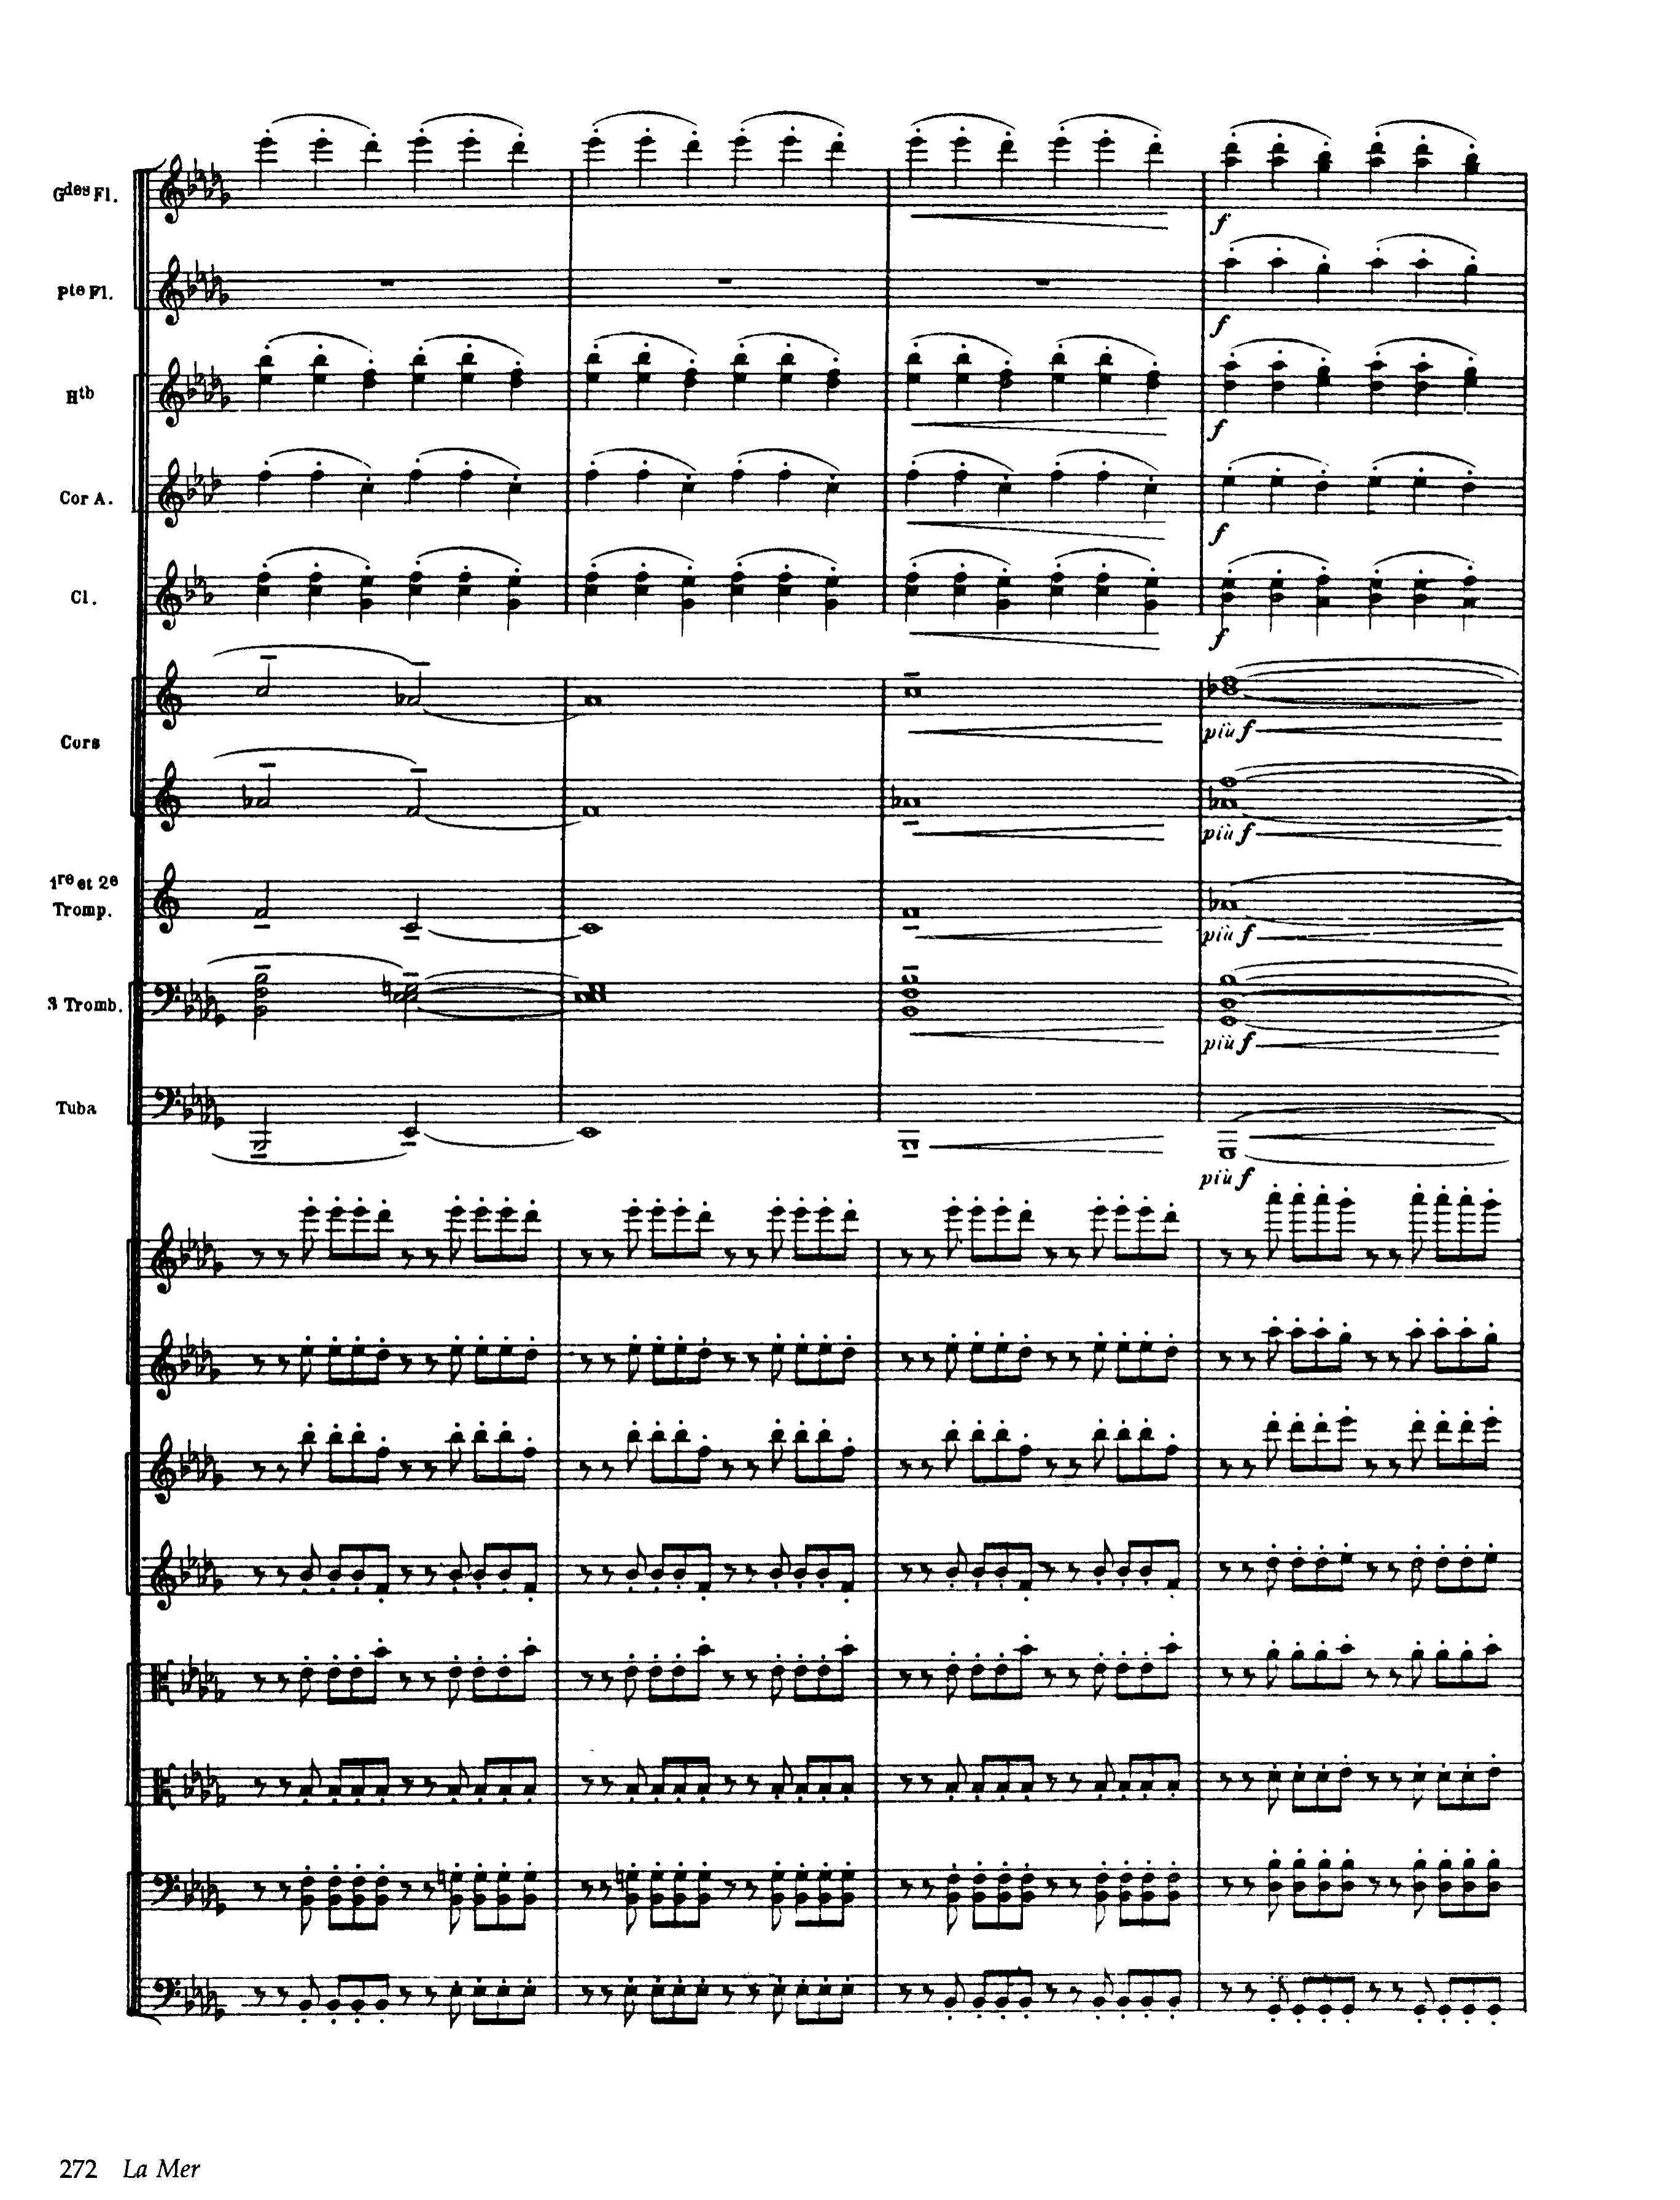 Gdes Fl.
f
Pte Fl.
f
Htb
f
Cor A.
f
Cl.
f
più f
Cors
più f
1re et 2e
Tromp.
più f
3 Tromb.
più f
Tuba
più f
272 La Mer